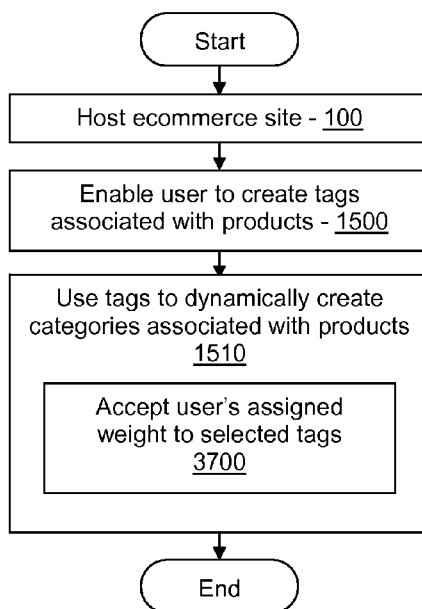 Start
Host ecommerce site - 100
Enable user to create tags
associated with products - 1500
Use tags to dynamically create
categories associated with products
1510
Accept user's assigned
weight to selected tags
3700
End